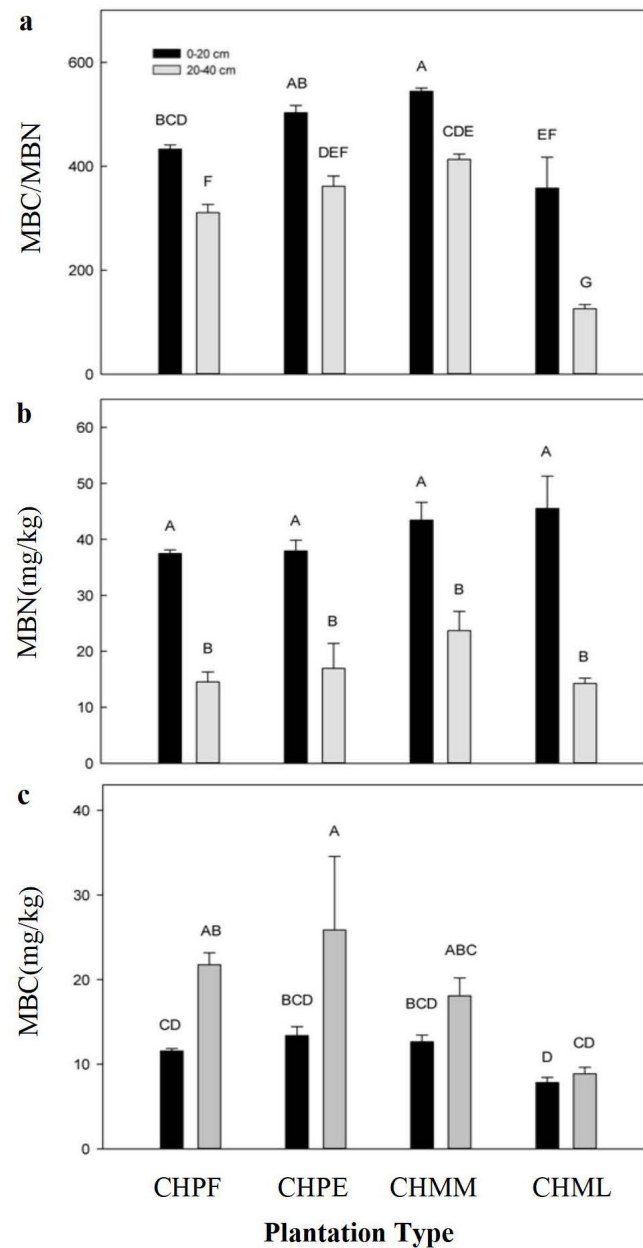 a
0-20 cm
20-40 cm
MBC/MBN
600
400
200
0
BCD
F
AB
DEF
A
CDE
EF
G
b
MBN(mg/kg)
60
50
40
30
20
10
0
A
B
A
B
A
B
A
B
c
MBC(mg/kg)
40
30
20
10
0
CD
AB
BCD
A
BCD
ABC
D
CD
CHPF CHPE CHMM CHML
Plantation Type